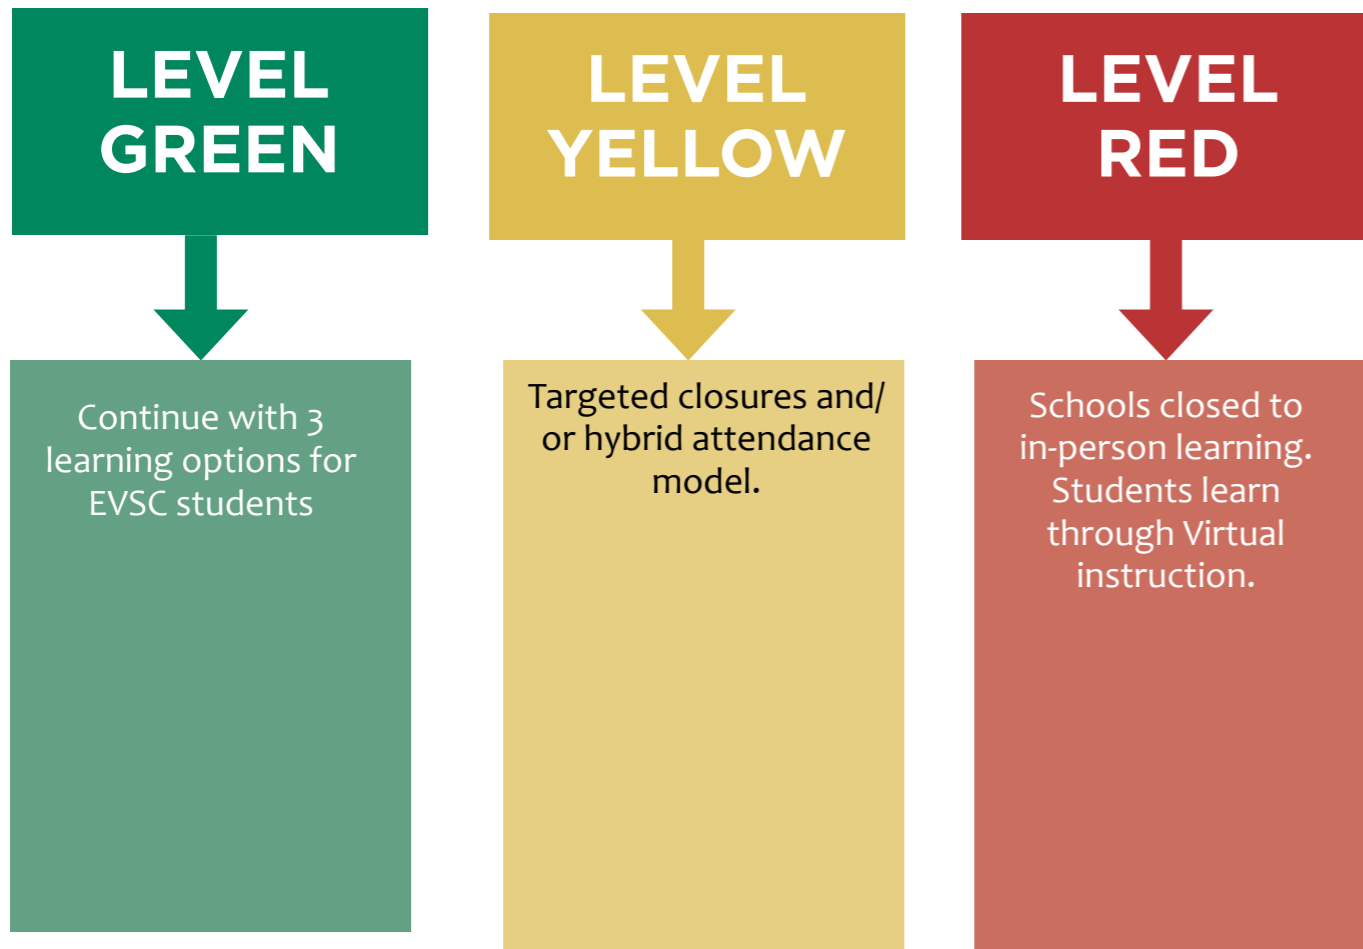 LEVEL
GREEN
Continue with 3
learning options for
EVSC students
LEVEL
YELLOW
Targeted closures and/
or hybrid attendance
model.
LEVEL
RED
Schools closed to
in-person learning.
Students learn
through Virtual
instruction.